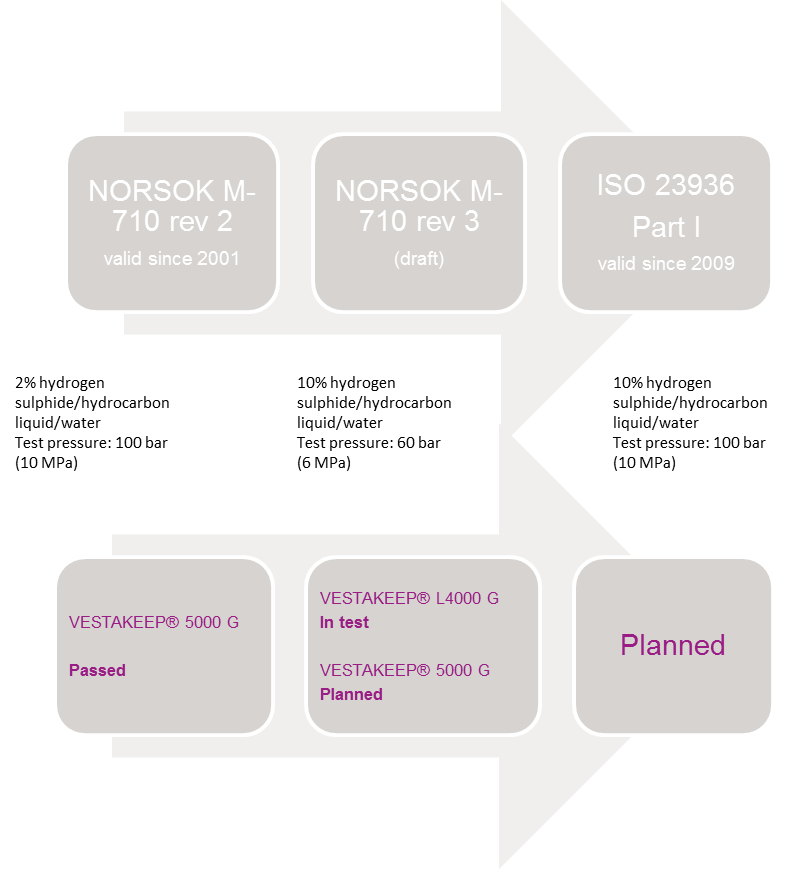 NORSOK M-
710 rev 2
valid since 2001
NORSOK M-
710 rev 3
(draft)
ISO 23936
Part I
valid since 2009
2% hydrogen
sulphide/hydrocarbon
liquid/water
Test pressure: 100 bar
(10 MPa)
10% hydrogen
sulphide/hydrocarbon
liquid/water
Test pressure: 60 bar
(6 MPa)
10% hydrogen
sulphide/hydrocarbon
liquid/water
Test pressure: 100 bar
(10 MPa)
VESTAKEEP® 5000 G
Passed
VESTAKEEP® L4000 G
In test
VESTAKEEP® 5000 G
Planned
Planned